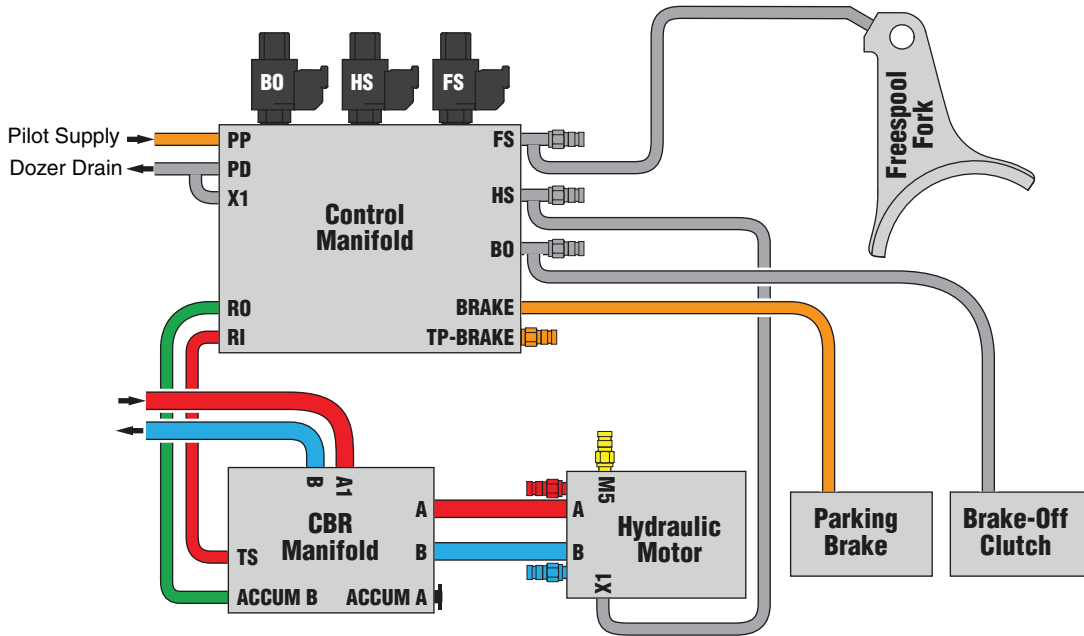 BO
HS
FS
Pilot Supply
PP
FS
Dozer Drain
PD
X1
HS
Control
Manifold
BO
Freespool
Fork
RO
BRAKE
RI
TP-BRAKE
B
A1
M5
A
A
CBR
Manifold
Hydraulic
Motor
Parking
Brake
Brake-Off
Clutch
TS
B
B
LX
ACCUM B
ACCUM A